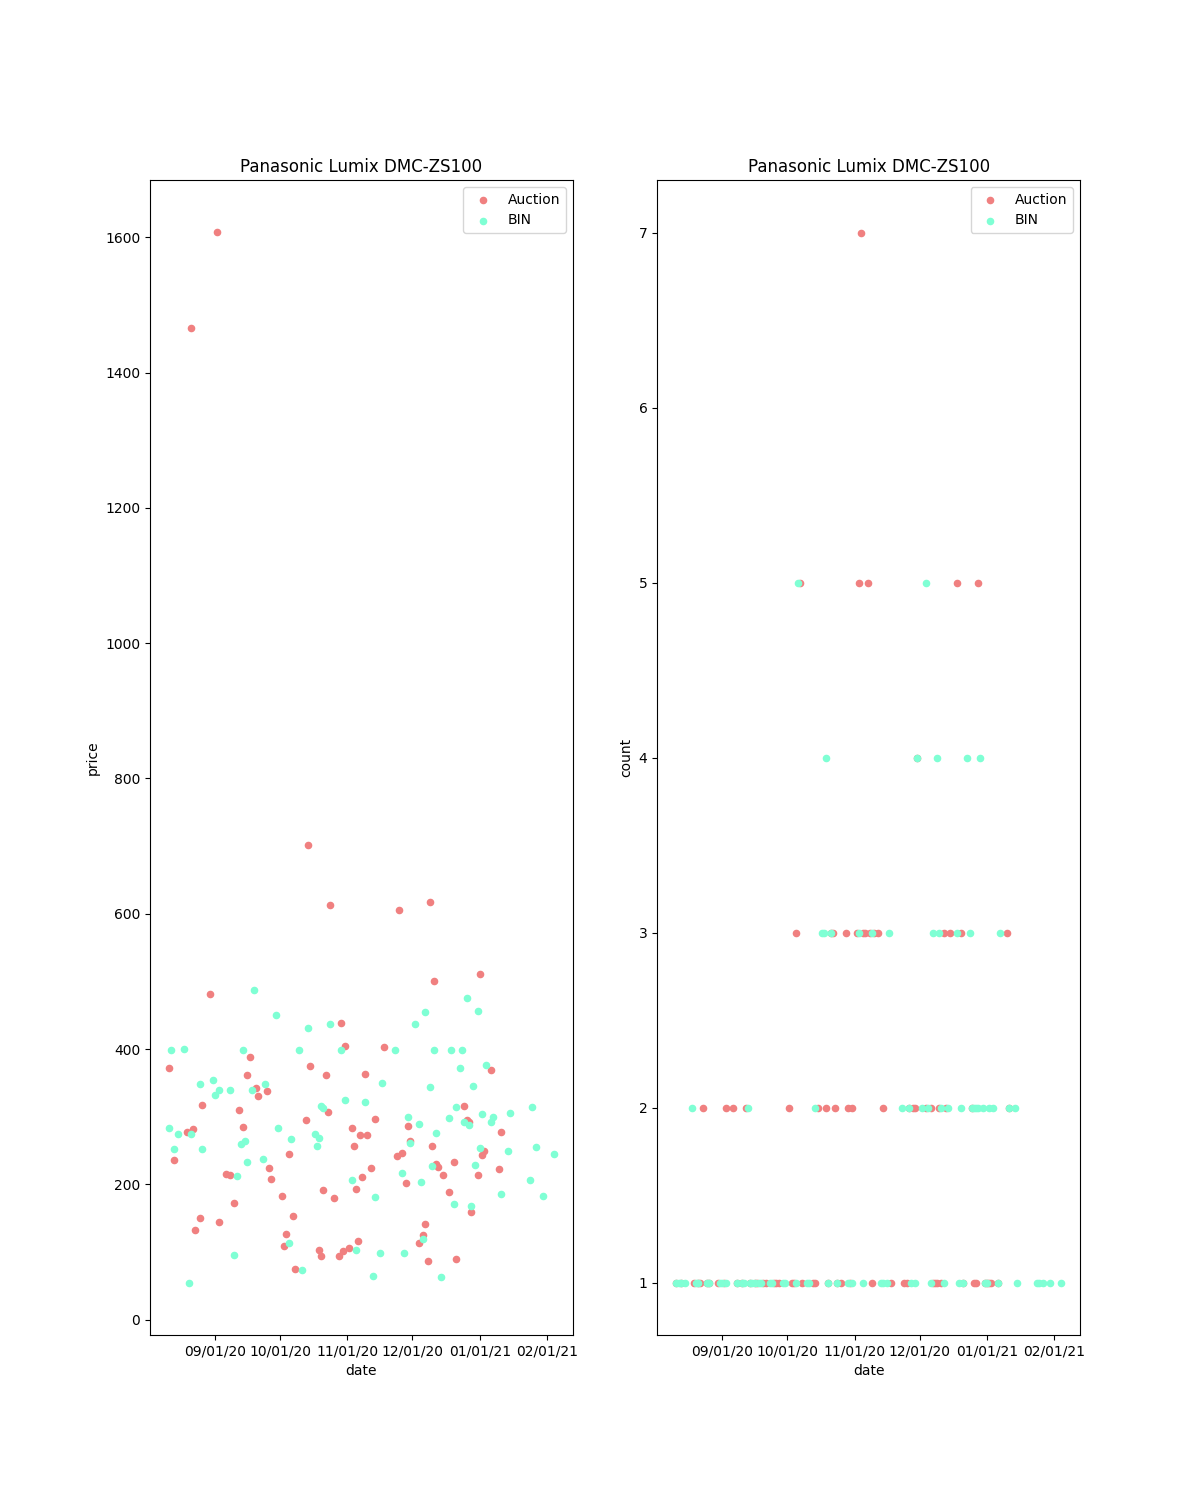 Panasonic Lumix DMC-ZS100
Auction
BIN
1600
1400
1200
1000
800
600
400
200
0
price
09/01/20 10/01/20 11/01/20 12/01/20 01/01/21 02/01/21
date
Panasonic Lumix DMC-ZS100
Auction
BIN
7
6
5
4
3
2
1
count
09/01/20 10/01/20 11/01/20 12/01/20 01/01/21 02/01/21
date